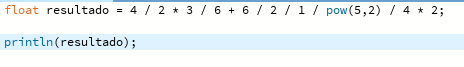 float resultado = 4 / 2 * 3 / 6 + 6 / 2 / 1 / pow(5,2) / 4 * 2;
println(resultado);